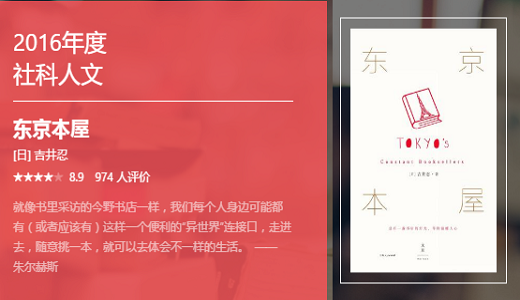 2016年度
社科人文
东京本屋
[日] 吉井忍
8.9 974 人评价
就像书里采访的今野书店一样，我们每个人身边可能都
有（或者应该有）这样一个便利的“异世界”连接口，走进
去，随意挑一本，就可以去体会不一样的生活。 ——
朱尔赫斯
东 京
TOKYO's
Constant Booksellers
本 屋